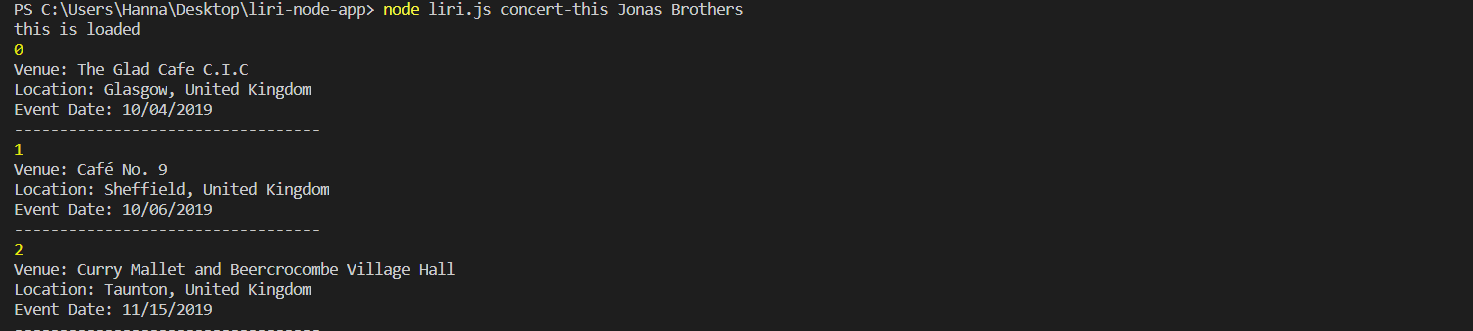 PS C:\Users\Hanna\Desktop\liri-node-app> node liri.js concert-this Jonas Brothers
this is loaded
0
Venue: The Glad Cafe C.I.C
Location: Glasgow, United Kingdom
Event Date: 10/04/2019
----------------------------------
1
Venue: Café No. 9
Location: Sheffield, United Kingdom
Event Date: 10/06/2019
----------------------------------
2
Venue: Curry Mallet and Beercrocombe Village Hall
Location: Taunton, United Kingdom
Event Date: 11/15/2019
----------------------------------